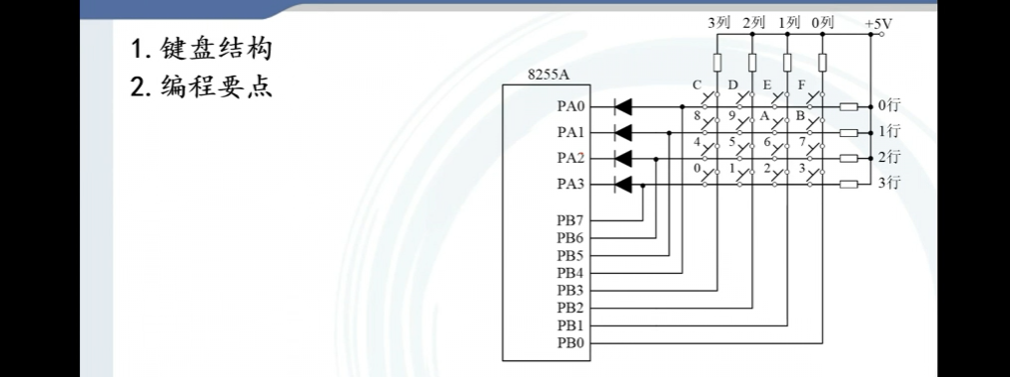 1. 键盘结构
2. 编程要点
3列 2列 1列 0列 +5V
8255A
C D E F
PA0 0行
8 9 A B
PA1 1行
4 5 6 7
PA2 2行
0 1 2 3
PA3 3行
PB7
PB6
PB5
PB4
PB3
PB2
PB1
PB0